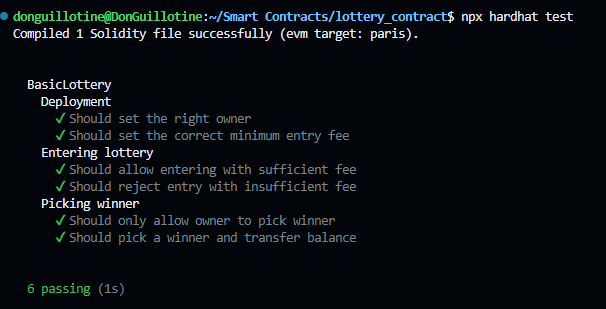 donguillotine@DonGuillotine:~/Smart Contracts/lottery_contract$ npx hardhat test
Compiled 1 Solidity file successfully (evm target: paris).
BasicLottery
Deployment
✓ Should set the right owner
✓ Should set the correct minimum entry fee
Entering lottery
✓ Should allow entering with sufficient fee
✓ Should reject entry with insufficient fee
Picking winner
✓ Should only allow owner to pick winner
✓ Should pick a winner and transfer balance
6 passing (1s)